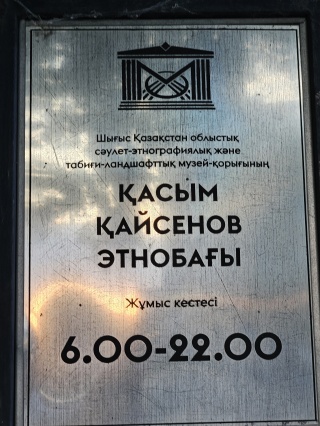 Шығыс Қазақстан облыстық
сәулет-этнографиялық және
табиғи-ландшафттық музей-қорығының
ҚАСЫМ
ҚАЙСЕНОВ
ЭТНОБАҒЫ
Жұмыс кестесі
6.00-22.00